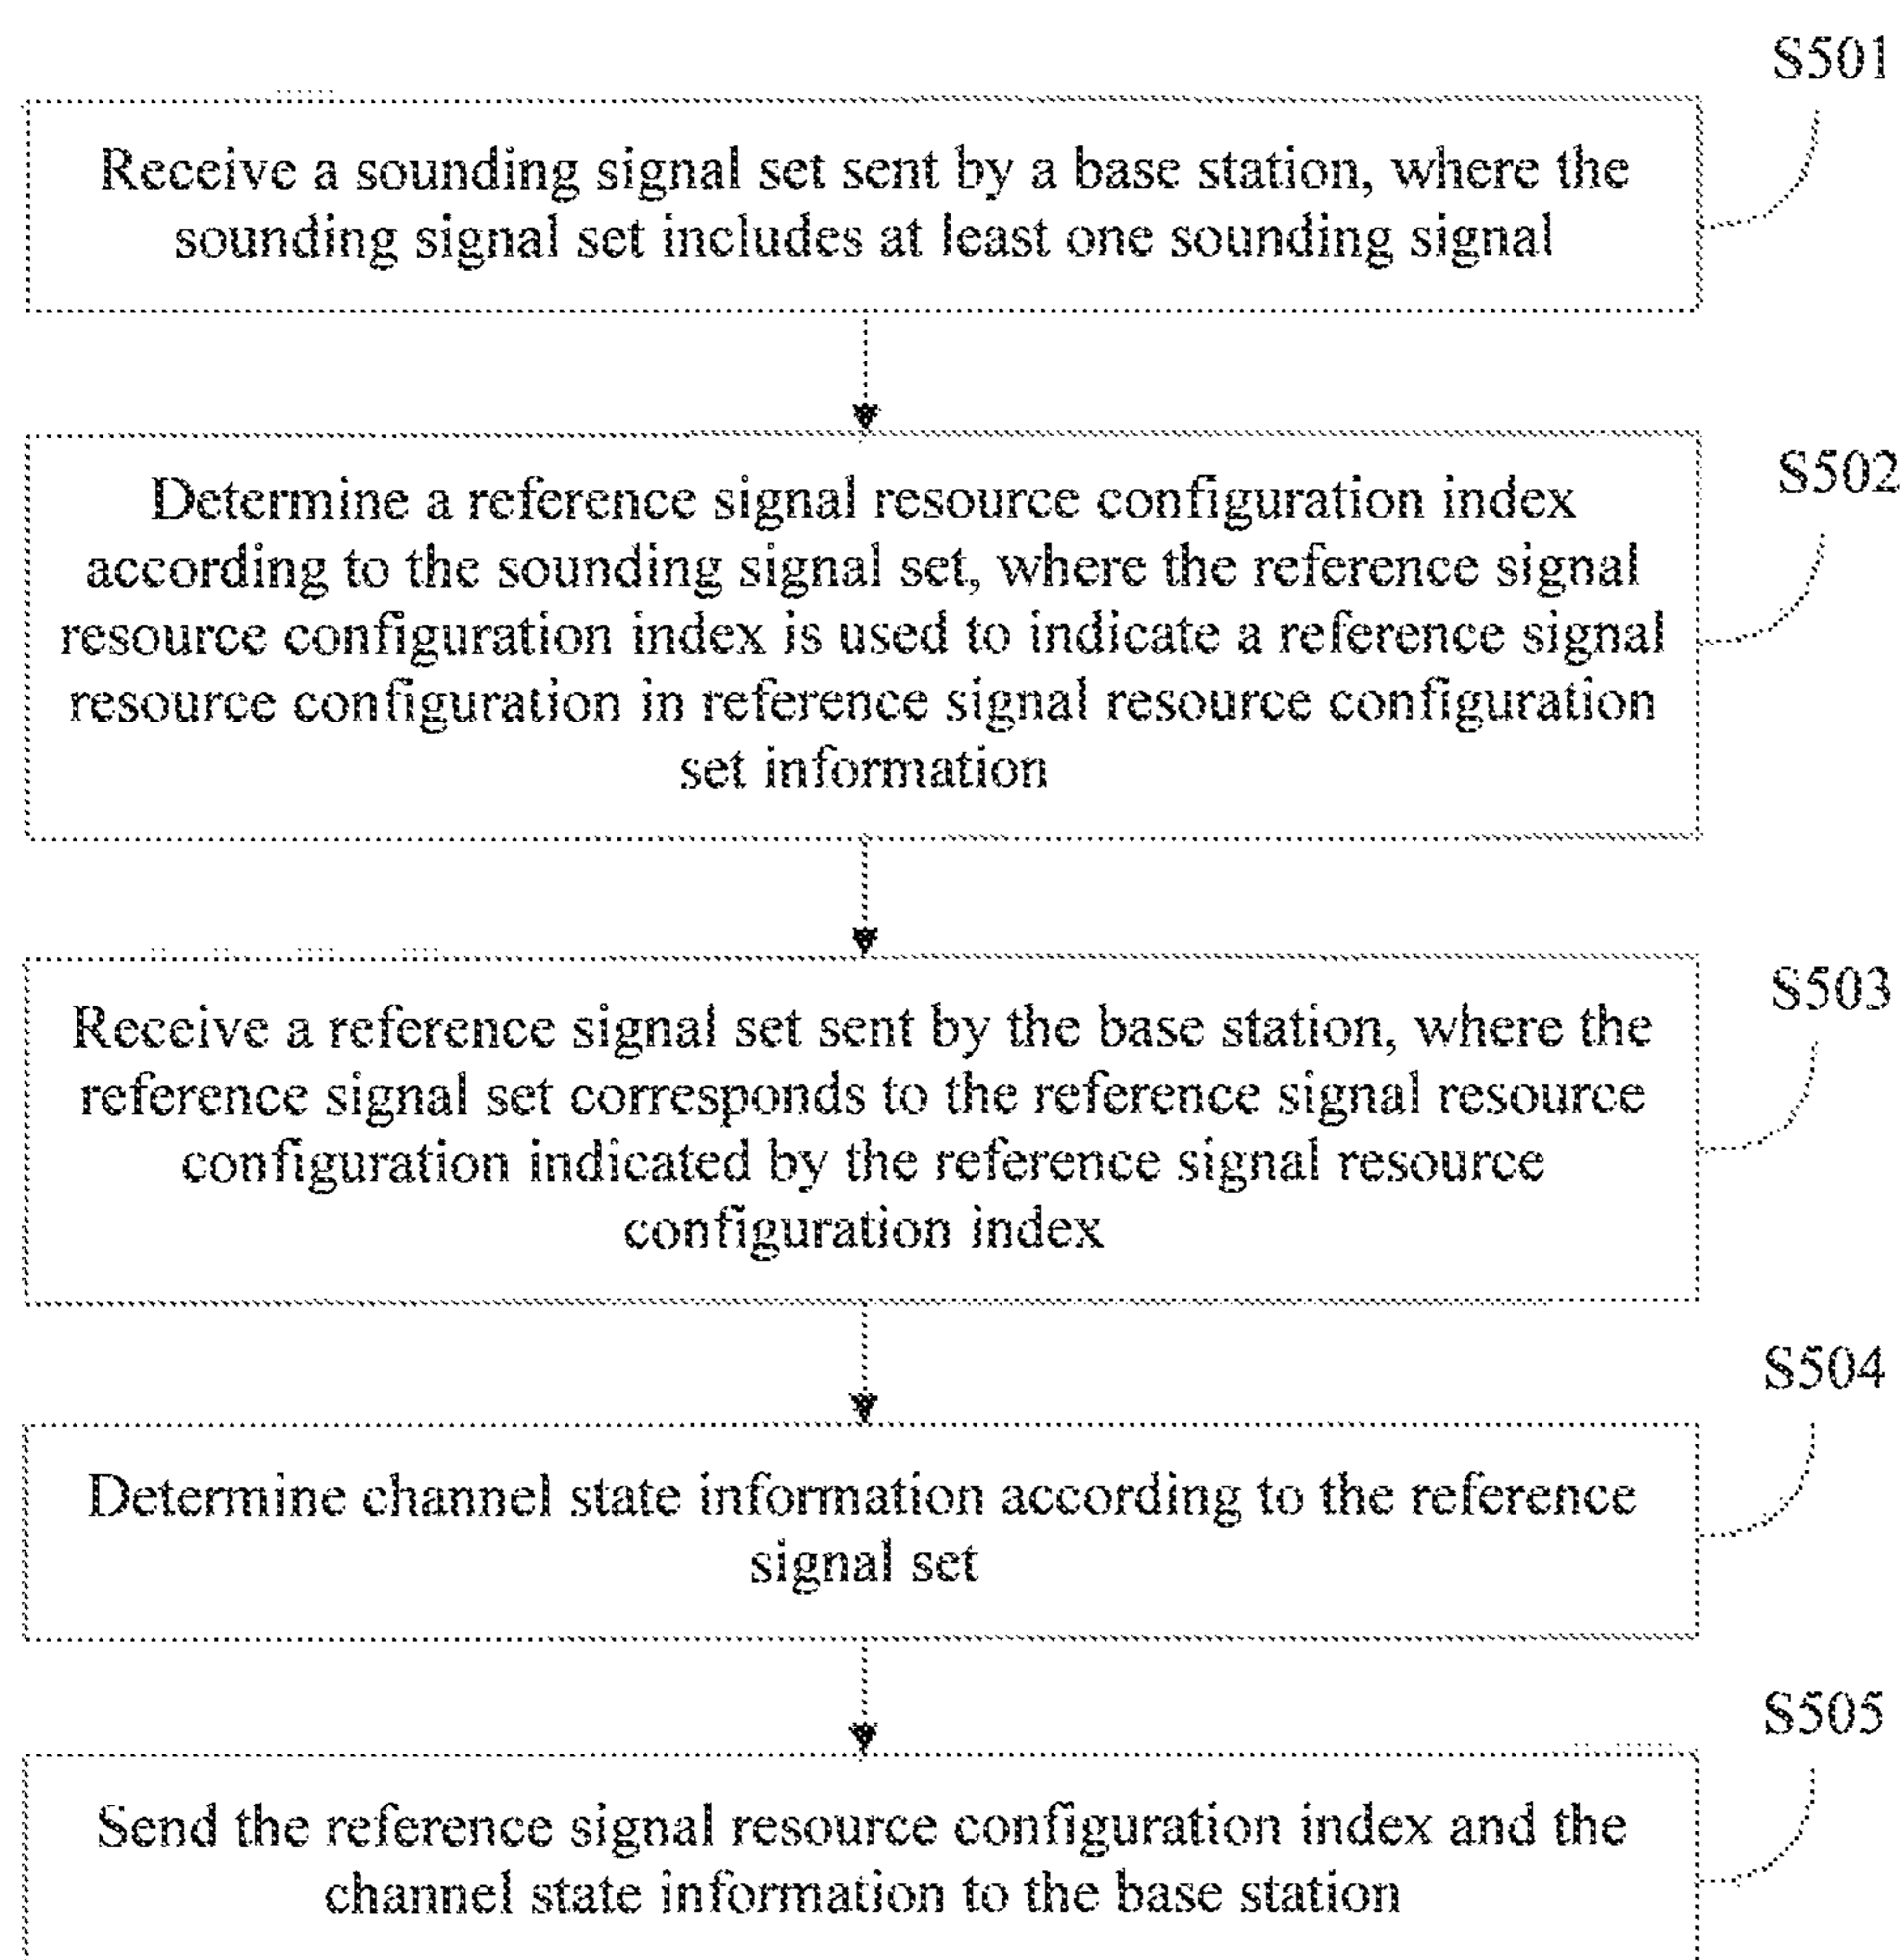 S501
Receive a sounding signal set sent by a base station, where the
sounding signal set includes at least one sounding signal
S502
Determine a reference signal resource configuration index
according to the sounding signal set, where the reference signal
resource configuration index is used to indicate a reference signal
resource configuration in reference signal resource configuration
set information
S503
Receive a reference signal set sent by the base station, where the
reference signal set corresponds to the reference signal resource
configuration indicated by the reference signal resource
configuration index
S504
Determine channel state information according to the reference
signal set
S505
Send the reference signal resource configuration index and the
channel state information to the base station